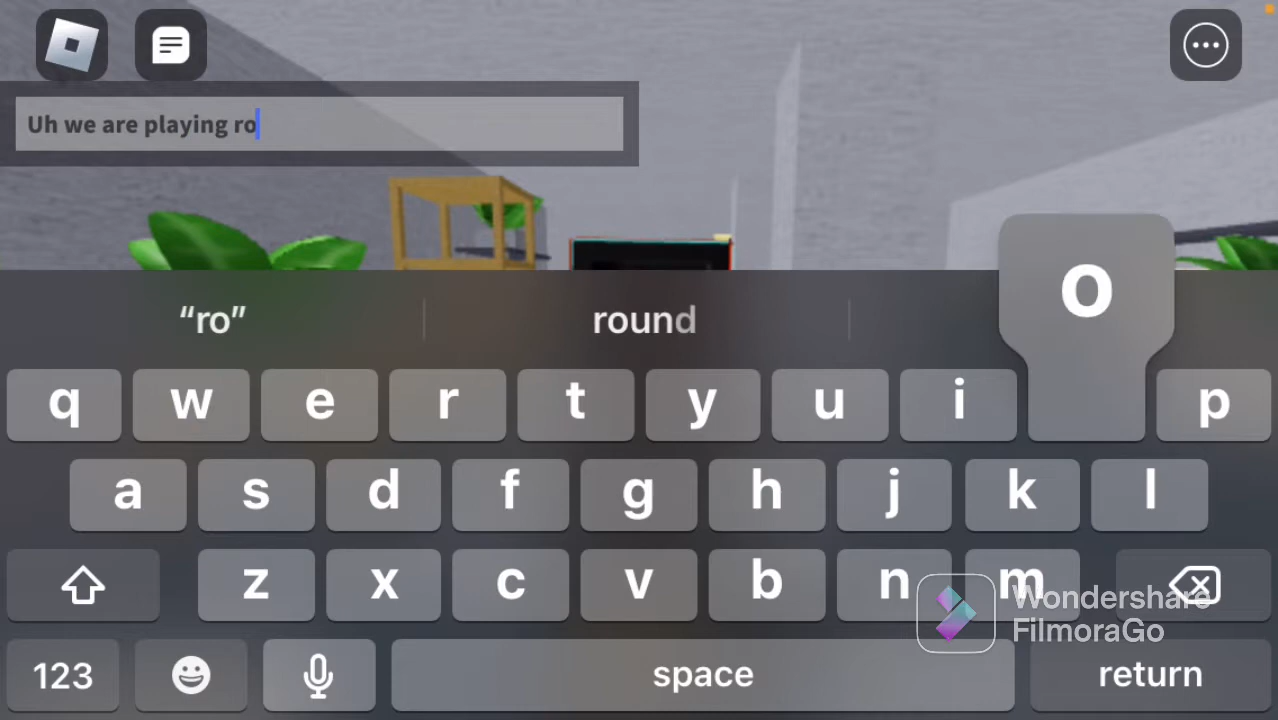 Uh we are playing ro
“ro”
round
o
q w e r t y u i p
a s d f g h j k l
z x c v b n m
Wondershare
FilmoraGo
123 space return